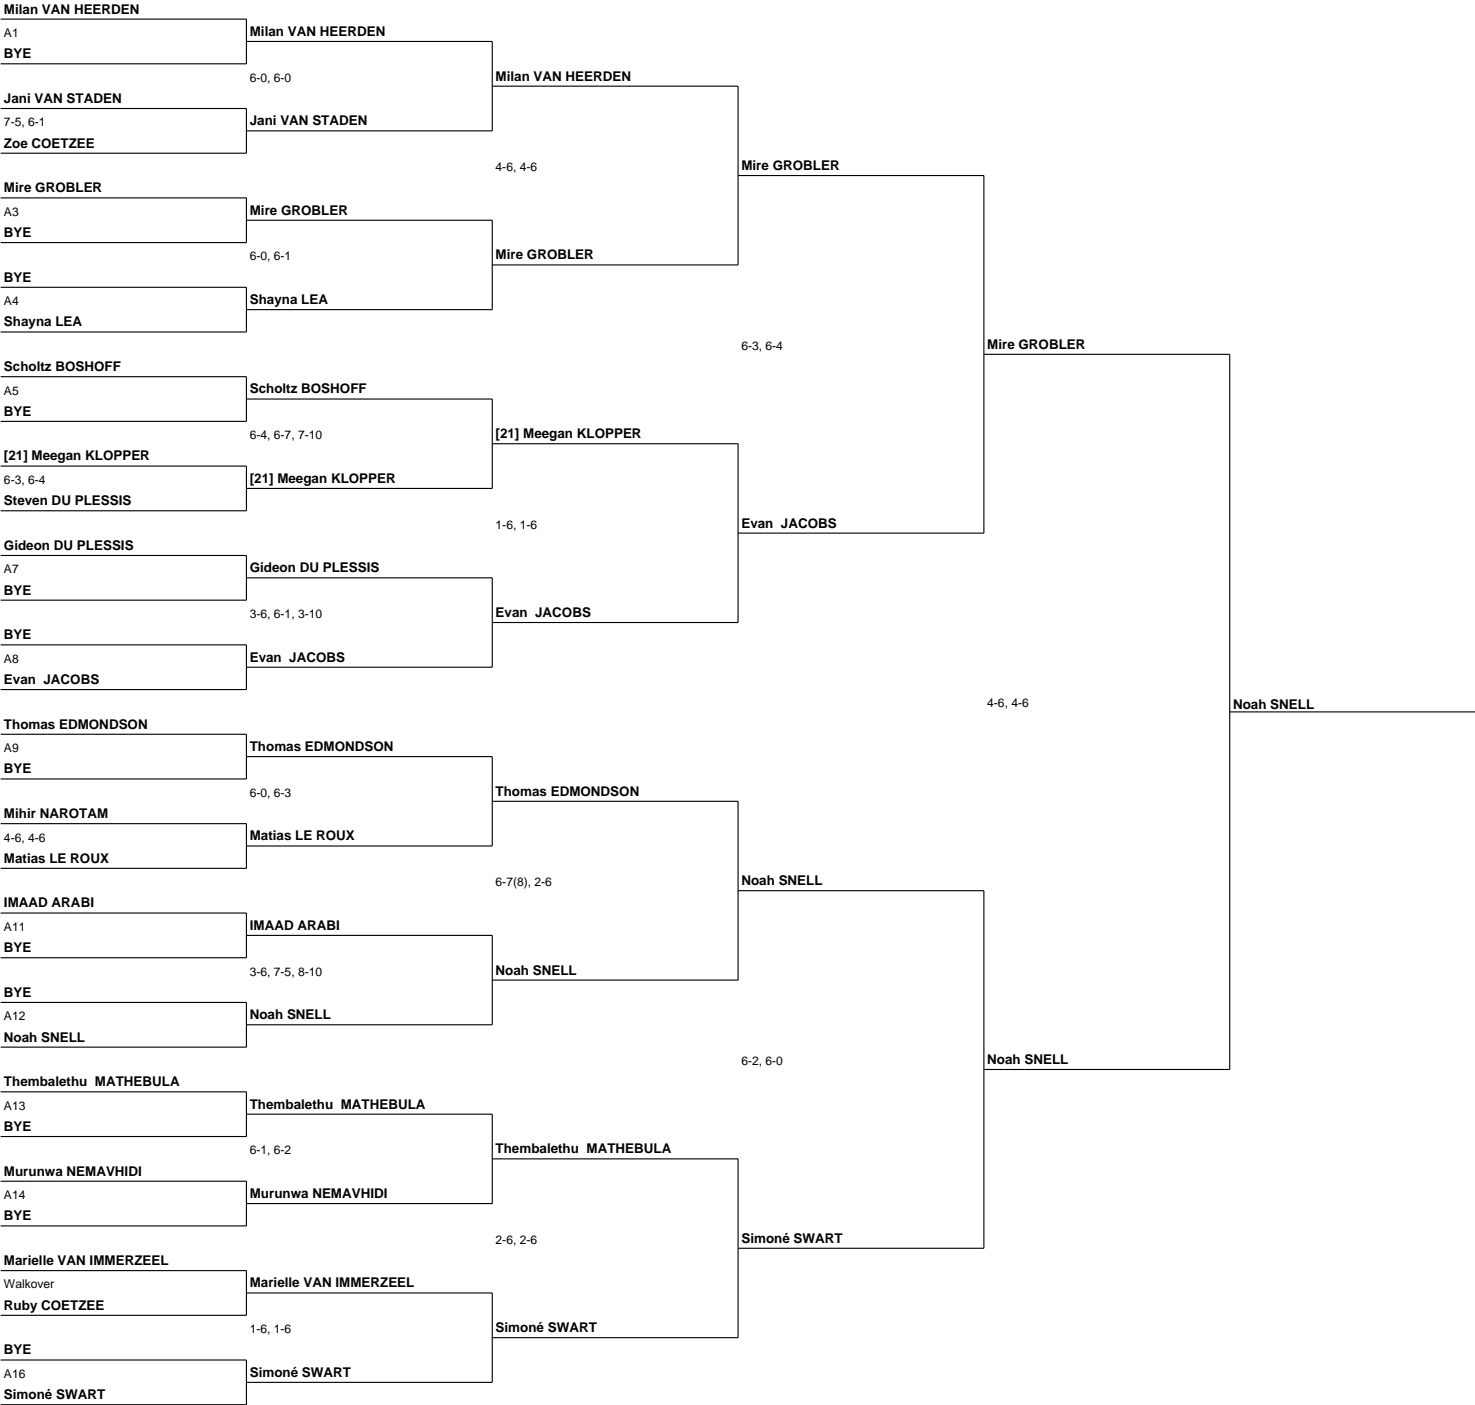 Milan VAN HEERDEN
A1
BYE
Jani VAN STADEN
7-5, 6-1
Zoe COETZEE
Mire GROBLER
A3
BYE
BYE
A4
Shayna LEA
Scholtz BOSHOFF
A5
BYE
[21] Meegan KLOPPER
6-3, 6-4
Steven DU PLESSIS
Gideon DU PLESSIS
A7
BYE
BYE
A8
Evan  JACOBS
Thomas EDMONDSON
A9
BYE
Mihir NAROTAM
4-6, 4-6
Matias LE ROUX
IMAAD ARABI
A11
BYE
BYE
A12
Noah SNELL
Thembalethu  MATHEBULA
A13
BYE
Murunwa NEMAVHIDI
A14
BYE
Marielle VAN IMMERZEEL
Walkover
Ruby COETZEE
BYE
A16
Simoné SWART
Milan VAN HEERDEN
6-0, 6-0
Jani VAN STADEN
Mire GROBLER
6-0, 6-1
Shayna LEA
Scholtz BOSHOFF
6-4, 6-7, 7-10
[21] Meegan KLOPPER
Gideon DU PLESSIS
3-6, 6-1, 3-10
Evan  JACOBS
Thomas EDMONDSON
6-0, 6-3
Matias LE ROUX
IMAAD ARABI
3-6, 7-5, 8-10
Noah SNELL
Thembalethu  MATHEBULA
6-1, 6-2
Murunwa NEMAVHIDI
Marielle VAN IMMERZEEL
1-6, 1-6
Simoné SWART
Milan VAN HEERDEN
4-6, 4-6
Mire GROBLER
[21] Meegan KLOPPER
1-6, 1-6
Evan  JACOBS
Thomas EDMONDSON
6-7(8), 2-6
Noah SNELL
Thembalethu  MATHEBULA
2-6, 2-6
Simoné SWART
Mire GROBLER
6-3, 6-4
Evan  JACOBS
Noah SNELL
6-2, 6-0
Simoné SWART
Mire GROBLER
4-6, 4-6
Noah SNELL
Noah SNELL